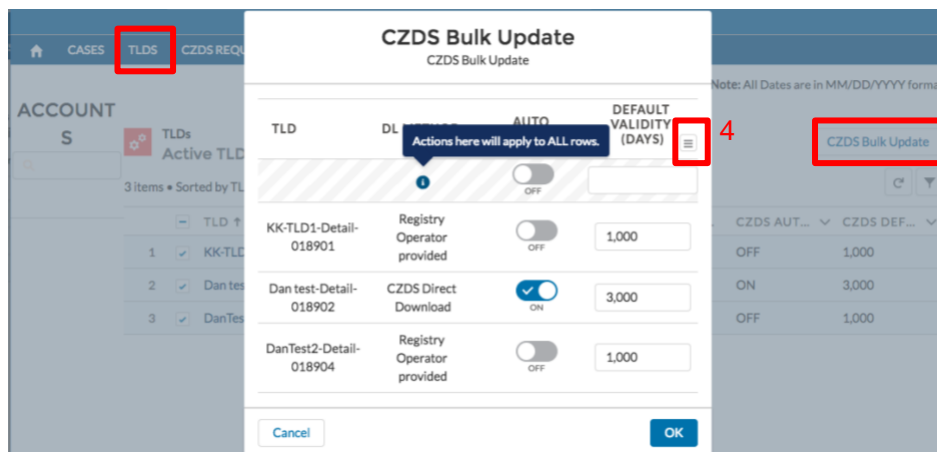 CASES TLDS CZDS REQU
Note: All Dates are in MM/DD/YYYY forma
ACCOUNT
S
TLDs
Active TLD
CZDS Bulk Update
3 items • Sorted by TL
TLD ↑ CZDS AUT... CZDS DEF...
1 KK-TLD OFF 1,000
2 Dan tes ON 3,000
3 DanTes OFF 1,000
CZDS Bulk Update
CZDS Bulk Update
TLD DL METHOD AUTO DEFAULT
VALIDITY
(DAYS)
4
Actions here will apply to ALL rows.
OFF
KK-TLD1-Detail-
018901
Registry
Operator
provided
OFF
1,000
Dan test-Detail-
018902
CZDS Direct
Download
ON
3,000
DanTest2-Detail-
018904
Registry
Operator
provided
OFF
1,000
Cancel OK